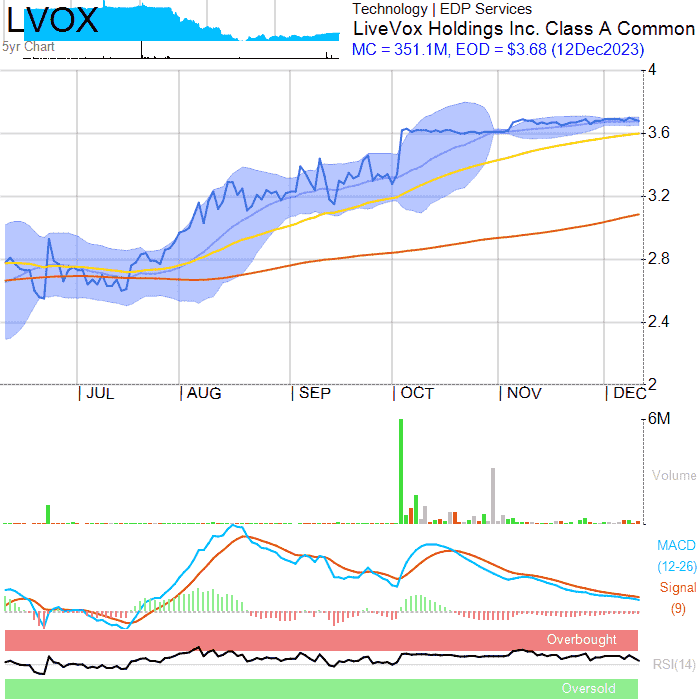 LVOX
Technology | EDP Services
LiveVox Holdings Inc. Class A Common
5yr Chart
MC = 351.1M, EOD = $3.68 (12Dec2023)
4
3.6
3.2
2.8
2.4
2
| JUL | AUG | SEP | OCT | NOV | DEC
6M
Volume
MACD
(12-26)
Signal
(9)
Overbought
RSI(14)
Oversold